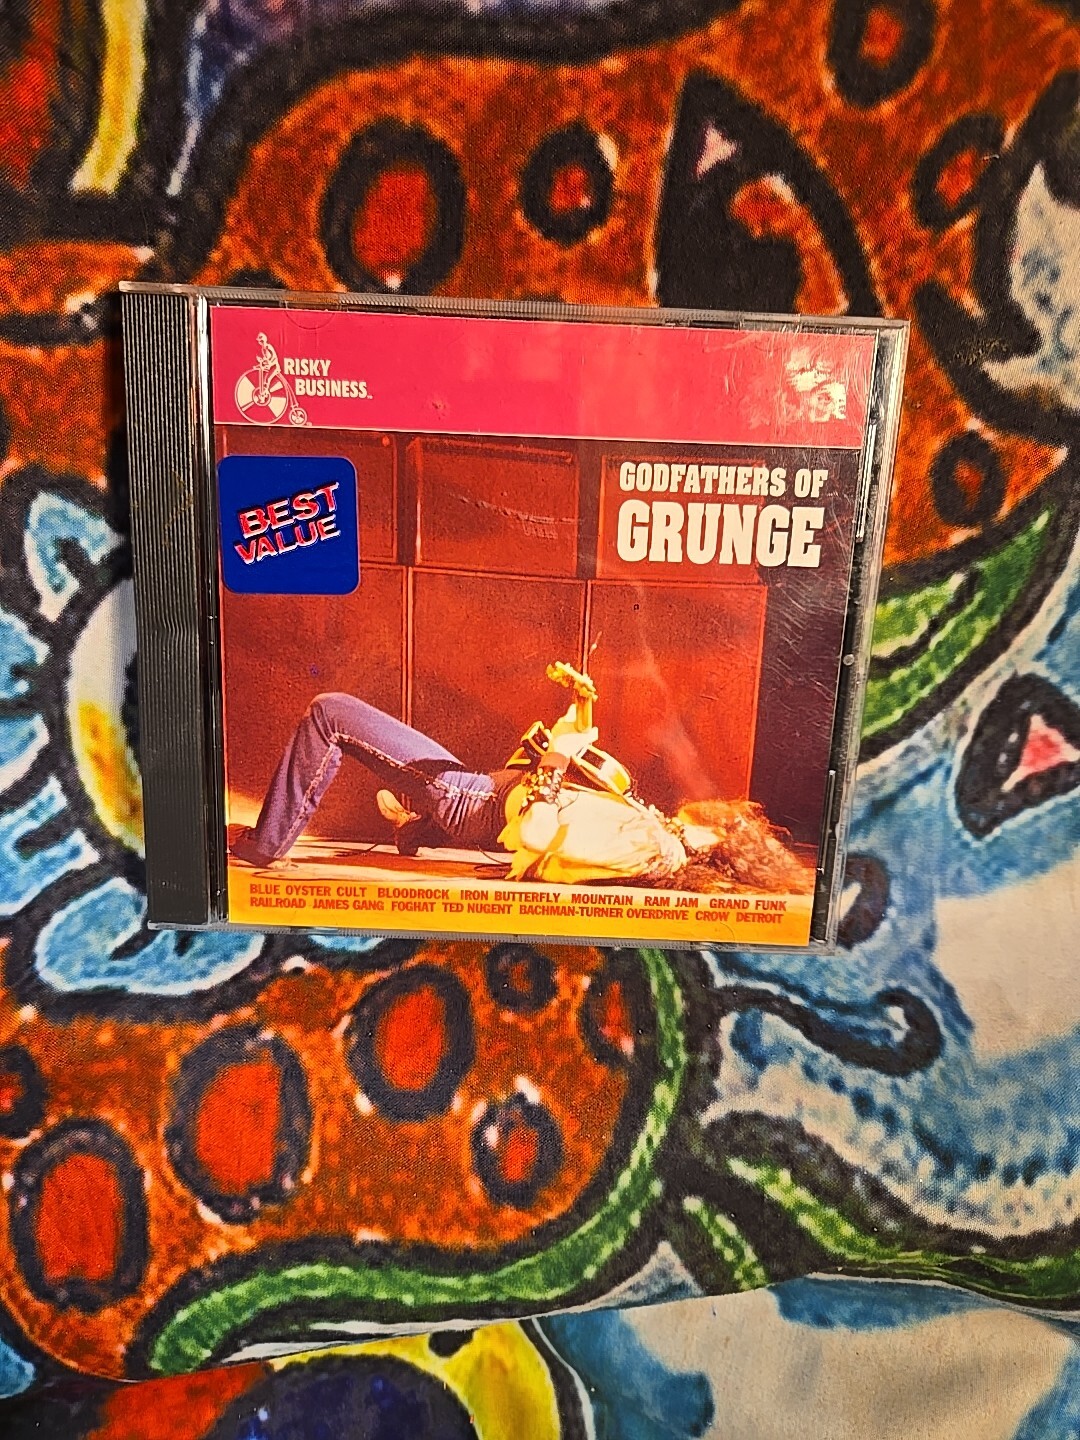 RISKY
BUSINESS™
BEST
VALUE
GODFATHERS OF
GRUNGE
BLUE OYSTER CULT BLOODROCK IRON BUTTERFLY MOUNTAIN RAM JAM GRAND FUNK
RAILROAD JAMES GANG FOGHAT TED NUGENT BACHMAN-TURNER OVERDRIVE CROW DETROIT